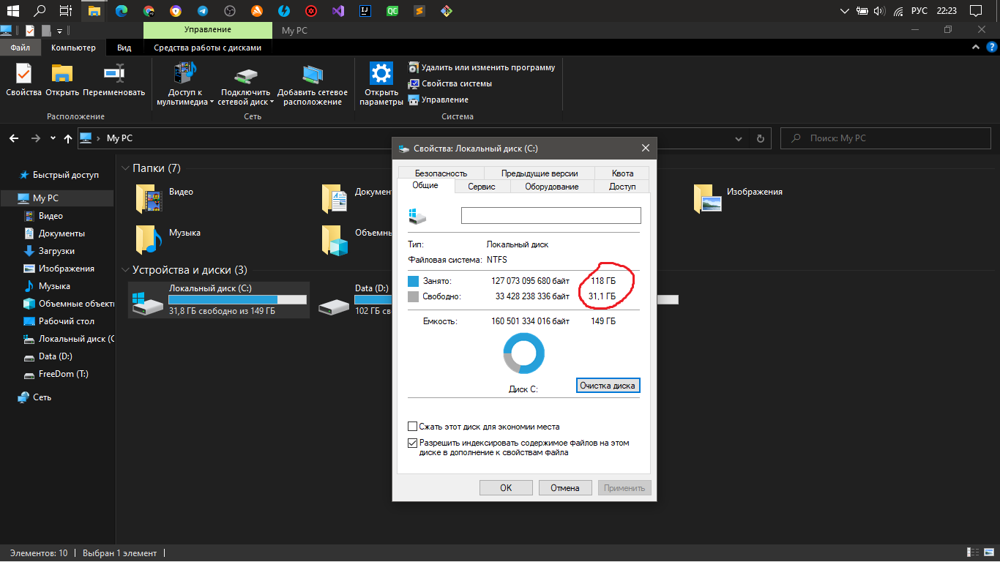 РУС 22:23
Управление My PC
Файл Компьютер Вид Средства работы с дисками
Удалить или изменить программу
Свойства системы
Управление
Свойства Открыть Переименовать
Доступ к мультимедиа
Подключить сетевой диск
Добавить сетевое расположение
Открыть параметры
Расположение Сеть Система
My PC Поиск: My PC
Быстрый доступ
My PC
Видео
Документы
Загрузки
Изображения
Музыка
Объемные объекты
Рабочий стол
Локальный диск (C
Data (D:)
FreeDom (T:)
Сеть
Папки (7)
Видео
Документ
Изображения
Музыка
Объемны
Устройства и диски (3)
Локальный диск (C:)
31,8 ГБ свободно из 149 ГБ
Data (D:)
102 ГБ св
Свойства: Локальный диск (C:)
Безопасность Предыдущие версии Квота
Общие Сервис Оборудование Доступ
Тип: Локальный диск
Файловая система: NTFS
Занято: 127 073 095 680 байт 118 ГБ
Свободно: 33 428 238 336 байт 31,1 ГБ
Емкость: 160 501 334 016 байт 149 ГБ
Диск C: Очистка диска
Сжать этот диск для экономии места
Разрешить индексировать содержимое файлов на этом
диске в дополнение к свойствам файла
OK Отмена Применить
Элементов: 10 Выбран 1 элемент